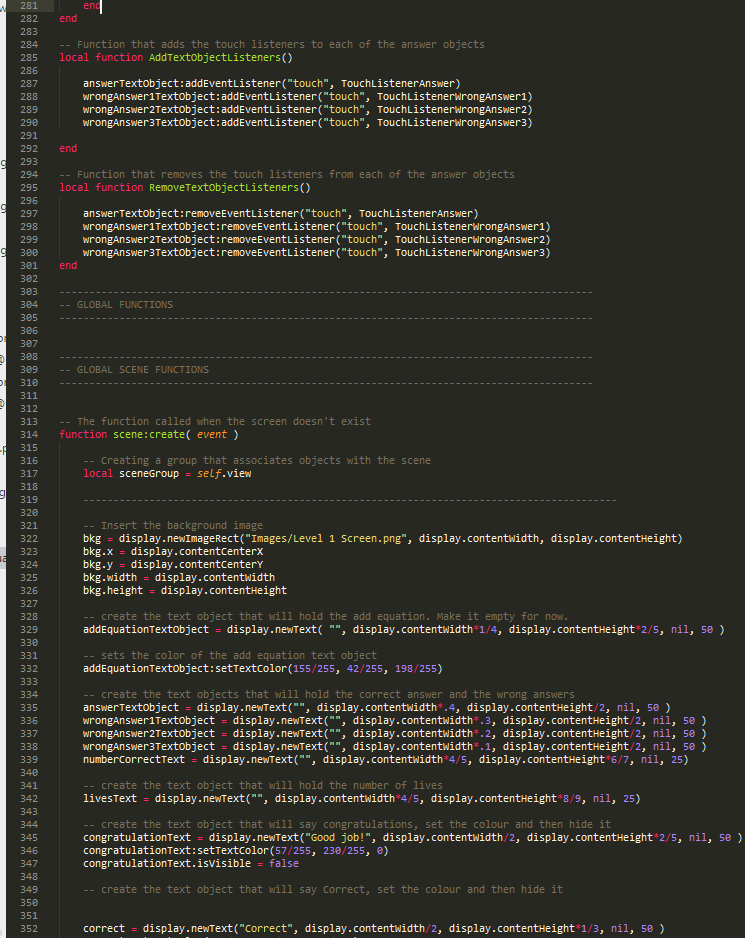 281 end
282 end
283
284 -- Function that adds the touch listeners to each of the answer objects
285 local function AddTextObjectListeners()
286
287 answerTextObject:addEventListener("touch", TouchListenerAnswer)
288 wrongAnswer1TextObject:addEventListener("touch", TouchListenerWrongAnswer1)
289 wrongAnswer2TextObject:addEventListener("touch", TouchListenerWrongAnswer2)
290 wrongAnswer3TextObject:addEventListener("touch", TouchListenerWrongAnswer3)
291
292 end
293
294 -- Function that removes the touch listeners from each of the answer objects
295 local function RemoveTextObjectListeners()
296
297 answerTextObject:removeEventListener("touch", TouchListenerAnswer)
298 wrongAnswer1TextObject:removeEventListener("touch", TouchListenerWrongAnswer1)
299 wrongAnswer2TextObject:removeEventListener("touch", TouchListenerWrongAnswer2)
300 wrongAnswer3TextObject:removeEventListener("touch", TouchListenerWrongAnswer3)
301 end
302
303 -----------------------------------------------------------------------------------------
304 -- GLOBAL FUNCTIONS
305 -----------------------------------------------------------------------------------------
306
307
308 -----------------------------------------------------------------------------------------
309 -- GLOBAL SCENE FUNCTIONS
310 -----------------------------------------------------------------------------------------
311
312
313 -- The function called when the screen doesn't exist
314 function scene:create( event )
315
316 -- Creating a group that associates objects with the scene
317 local sceneGroup = self.view
318
319 -----------------------------------------------------------------------------------------
320
321 -- Insert the background image
322 bkg = display.newImageRect("Images/Level 1 Screen.png", display.contentWidth, display.contentHeight)
323 bkg.x = display.contentCenterX
324 bkg.y = display.contentCenterY
325 bkg.width = display.contentWidth
326 bkg.height = display.contentHeight
327
328 -- create the text object that will hold the add equation. Make it empty for now.
329 addEquationTextObject = display.newText( "", display.contentWidth*1/4, display.contentHeight*2/5, nil, 50 )
330
331 -- sets the color of the add equation text object
332 addEquationTextObject:setTextColor(155/255, 42/255, 198/255)
333
334 -- create the text objects that will hold the correct answer and the wrong answers
335 answerTextObject = display.newText("", display.contentWidth*.4, display.contentHeight/2, nil, 50 )
336 wrongAnswer1TextObject = display.newText("", display.contentWidth*.3, display.contentHeight/2, nil, 50 )
337 wrongAnswer2TextObject = display.newText("", display.contentWidth*.2, display.contentHeight/2, nil, 50 )
338 wrongAnswer3TextObject = display.newText("", display.contentWidth*.1, display.contentHeight/2, nil, 50 )
339 numberCorrectText = display.newText("", display.contentWidth*4/5, display.contentHeight*6/7, nil, 25)
340
341 -- create the text object that will hold the number of lives
342 livesText = display.newText("", display.contentWidth*4/5, display.contentHeight*8/9, nil, 25)
343
344 -- create the text object that will say congratulations, set the colour and then hide it
345 congratulationText = display.newText("Good job!", display.contentWidth/2, display.contentHeight*2/5, nil, 50 )
346 congratulationText:setTextColor(57/255, 230/255, 0)
347 congratulationText.isVisible = false
348
349 -- create the text object that will say Correct, set the colour and then hide it
350
351
352 correct = display.newText("Correct", display.contentWidth/2, display.contentHeight*1/3, nil, 50 )